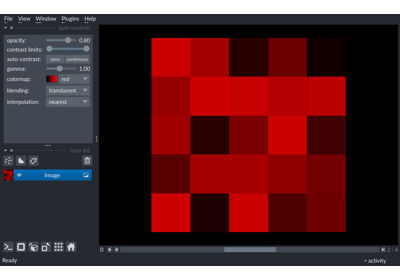 File View Window Plugins Help
layer controls
opacity: 0.80
contrast limits:
auto-contrast: once continuous
gamma: 1.00
colormap: red
blending: translucent
interpolation: nearest
layer list
Image
0
Ready
activity